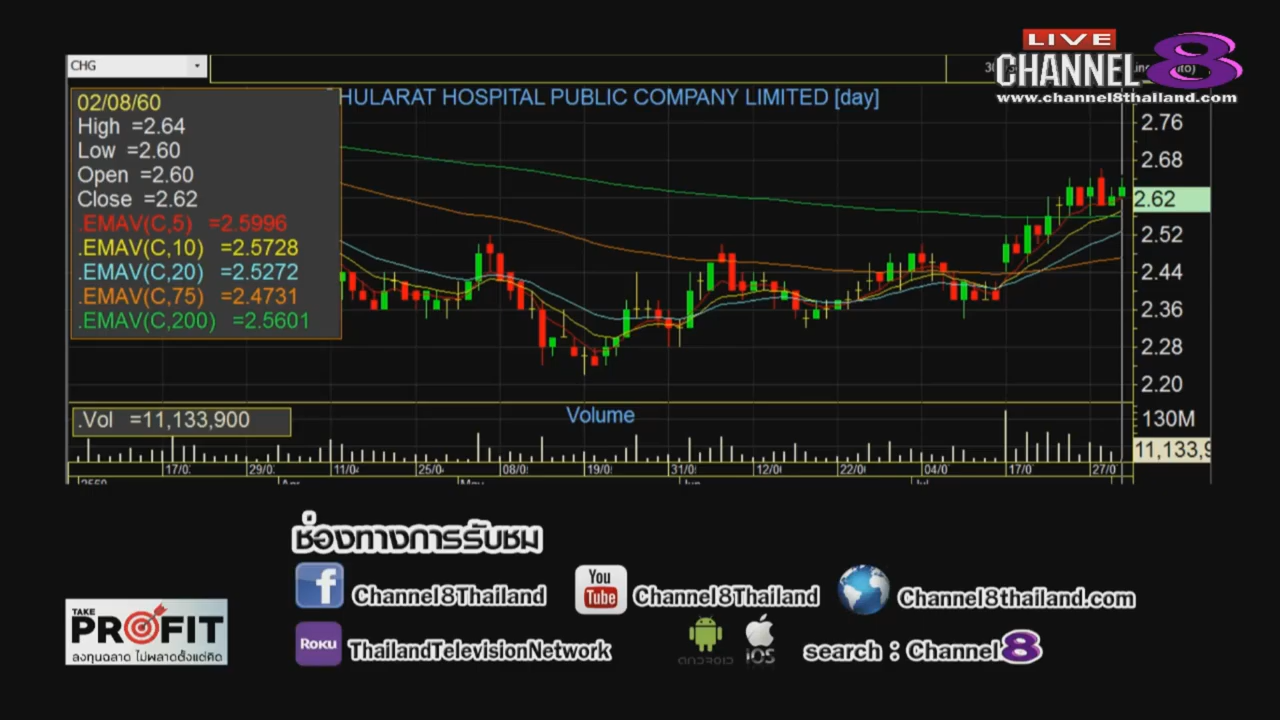 LIVE
CHANNEL 8
www.channel8thailand.com
CHG
HULARAT HOSPITAL PUBLIC COMPANY LIMITED [day]
02/08/60
High =2.64
Low =2.60
Open =2.60
Close =2.62
.EMAV(C,5) =2.5996
.EMAV(C,10) =2.5728
.EMAV(C,20) =2.5272
.EMAV(C,75) =2.4731
.EMAV(C,200) =2.5601
2.76
2.68
2.62
2.52
2.44
2.36
2.28
2.20
.Vol =11,133,900
Volume
130M
11,133,9
17/0 29/0 11/0 25/0 08/0 19/0 31/0 12/0 22/0 04/0 17/0 27/0
ช่องทางการรับชม
f Channel8Thailand You Tube Channel8Thailand Channel8thailand.com
TAKE
PROFIT
ลงทุนฉลาด ไม่พลาดตั้งแต่คิด
ROKU ThailandTelevisionNetwork ANDROID iOS search : Channel 8